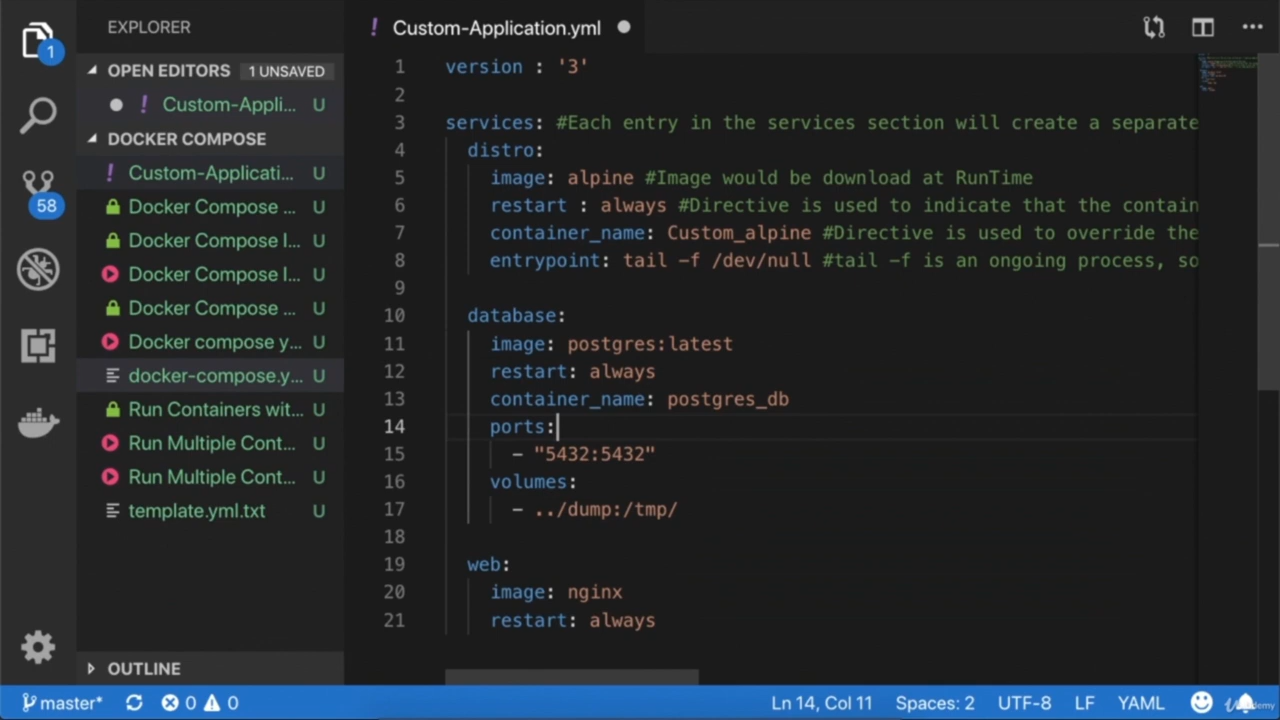 EXPLORER
OPEN EDITORS 1 UNSAVED
! Custom-Appli... U
DOCKER COMPOSE
! Custom-Applicati... U
Docker Compose ... U
Docker Compose I... U
Docker Compose I... U
Docker Compose ... U
Docker compose y... U
docker-compose.y... U
Run Containers wit... U
Run Multiple Cont... U
Run Multiple Cont... U
template.yml.txt U
OUTLINE
1
58
! Custom-Application.yml
1 version : '3'
2
3 services: #Each entry in the services section will create a separate
4 distro:
5 image: alpine #Image would be download at RunTime
6 restart : always #Directive is used to indicate that the contain
7 container_name: Custom_alpine #Directive is used to override the
8 entrypoint: tail -f /dev/null #tail -f is an ongoing process, so
9
10 database:
11 image: postgres:latest
12 restart: always
13 container_name: postgres_db
14 ports:
15 - "5432:5432"
16 volumes:
17 - ../dump:/tmp/
18
19 web:
20 image: nginx
21 restart: always
master* 0 0 Ln 14, Col 11 Spaces: 2 UTF-8 LF YAML